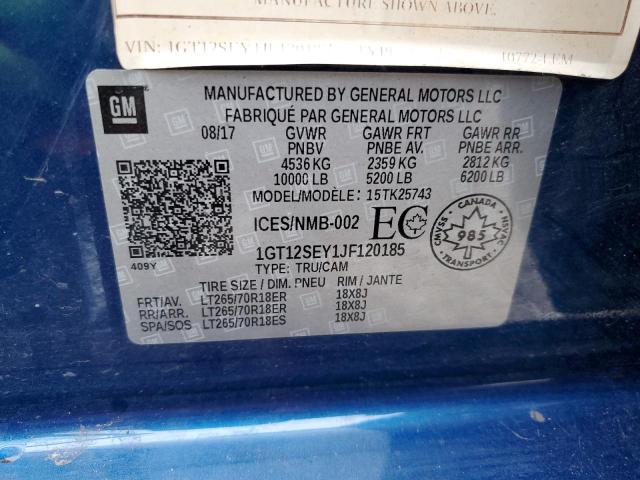 MANUFACTURE SHOWN ABOVE.
VIN: 1GT12SEY1JF120185
GM
MANUFACTURED BY GENERAL MOTORS LLC
FABRIQUÉ PAR GENERAL MOTORS LLC
08/17 GVWR GAWR FRT GAWR RR
PNBV PNBE AV. PNBE ARR.
4536 KG 2359 KG 2812 KG
10000 LB 5200 LB 6200 LB
MODEL/MODÈLE: 15TK25743
ICES/NMB-002 EC
CANADA
CMVSS 985 NSVAC
TRANSPORT
409Y
1GT12SEY1JF120185
TYPE: TRU/CAM
TIRE SIZE / DIM. PNEU RIM / JANTE
FRT/AV. LT265/70R18ER 18X8J
RR/ARR. LT265/70R18ER 18X8J
SPA/SOS LT265/70R18ES 18X8J